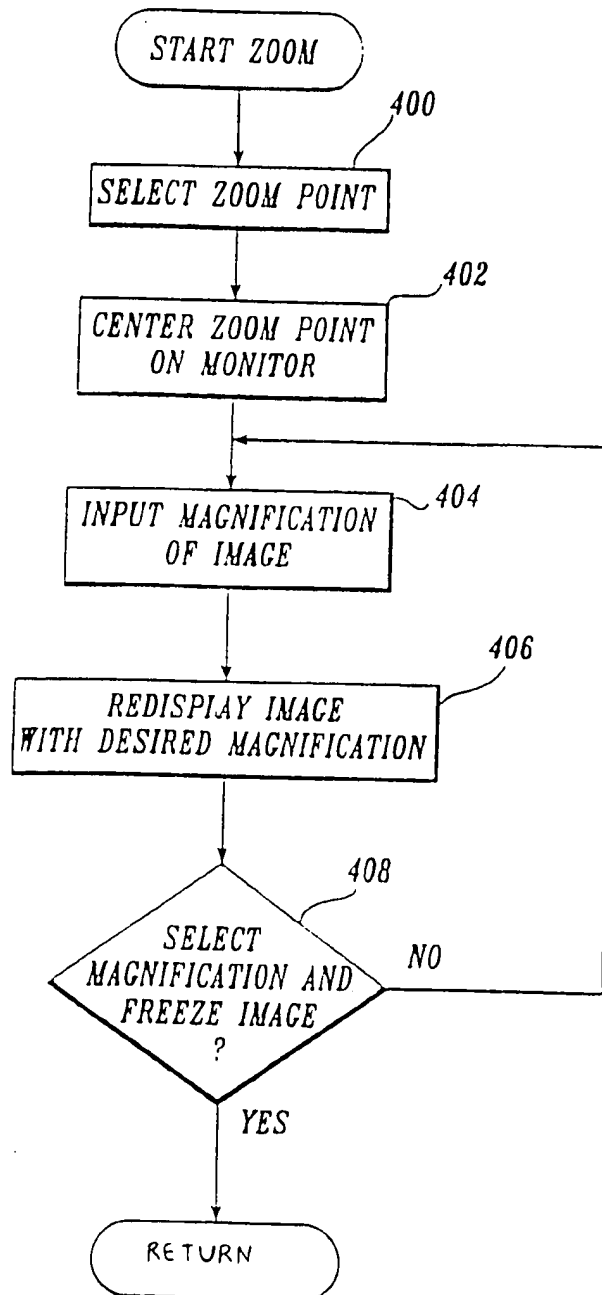 START ZOOM
400
SELECT ZOOM POINT
402
CENTER ZOOM POINT
ON MONITOR
404
INPUT MAGNIFICATION
OF IMAGE
406
REDISPLAY IMAGE
WITH DESIRED MAGNIFICATION
408
SELECT
MAGNIFICATION AND
FREEZE IMAGE
?
NO
YES
RETURN